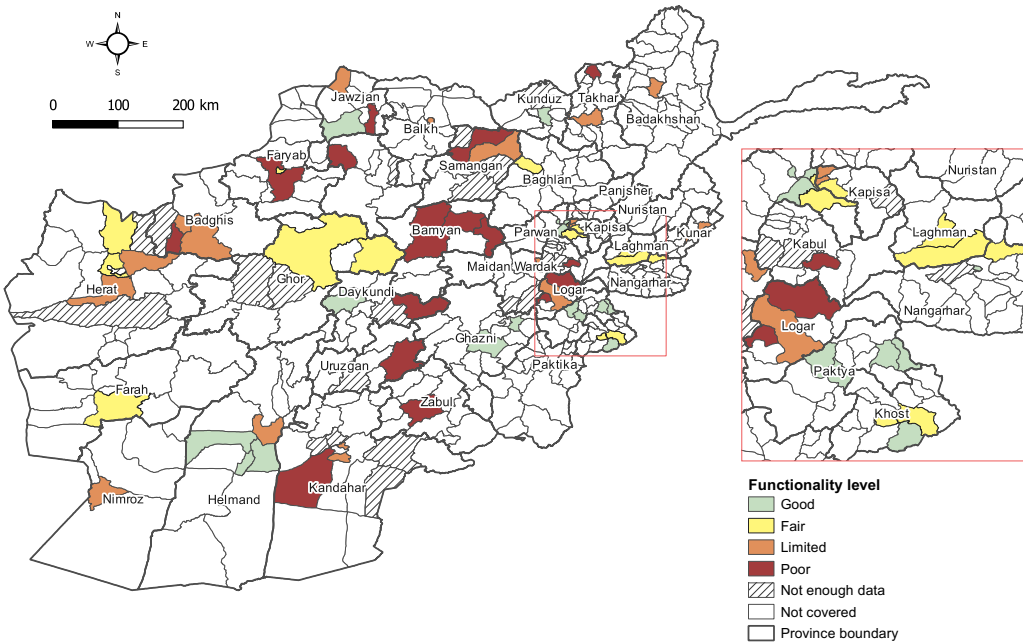 N
W E
S
0 100 200 km
Jawzjan
Balkh
Kunduz
Takhar
Badakhshan
Faryab
Samangan
Baghlan
Panjsher
Nuristan
Badghis
Bamyan
Parwan
Kapisa
Laghman
Kunar
Herat
Ghor
Maidan Wardak
Nangarhar
Daykundi
Logar
Ghazni
Uruzgan
Paktika
Farah
Zabul
Nimroz
Helmand
Kandahar
Nuristan
Kapisa
Laghman
Kabul
Nangarhar
Logar
Paktya
Khost
Functionality level
Good
Fair
Limited
Poor
Not enough data
Not covered
Province boundary